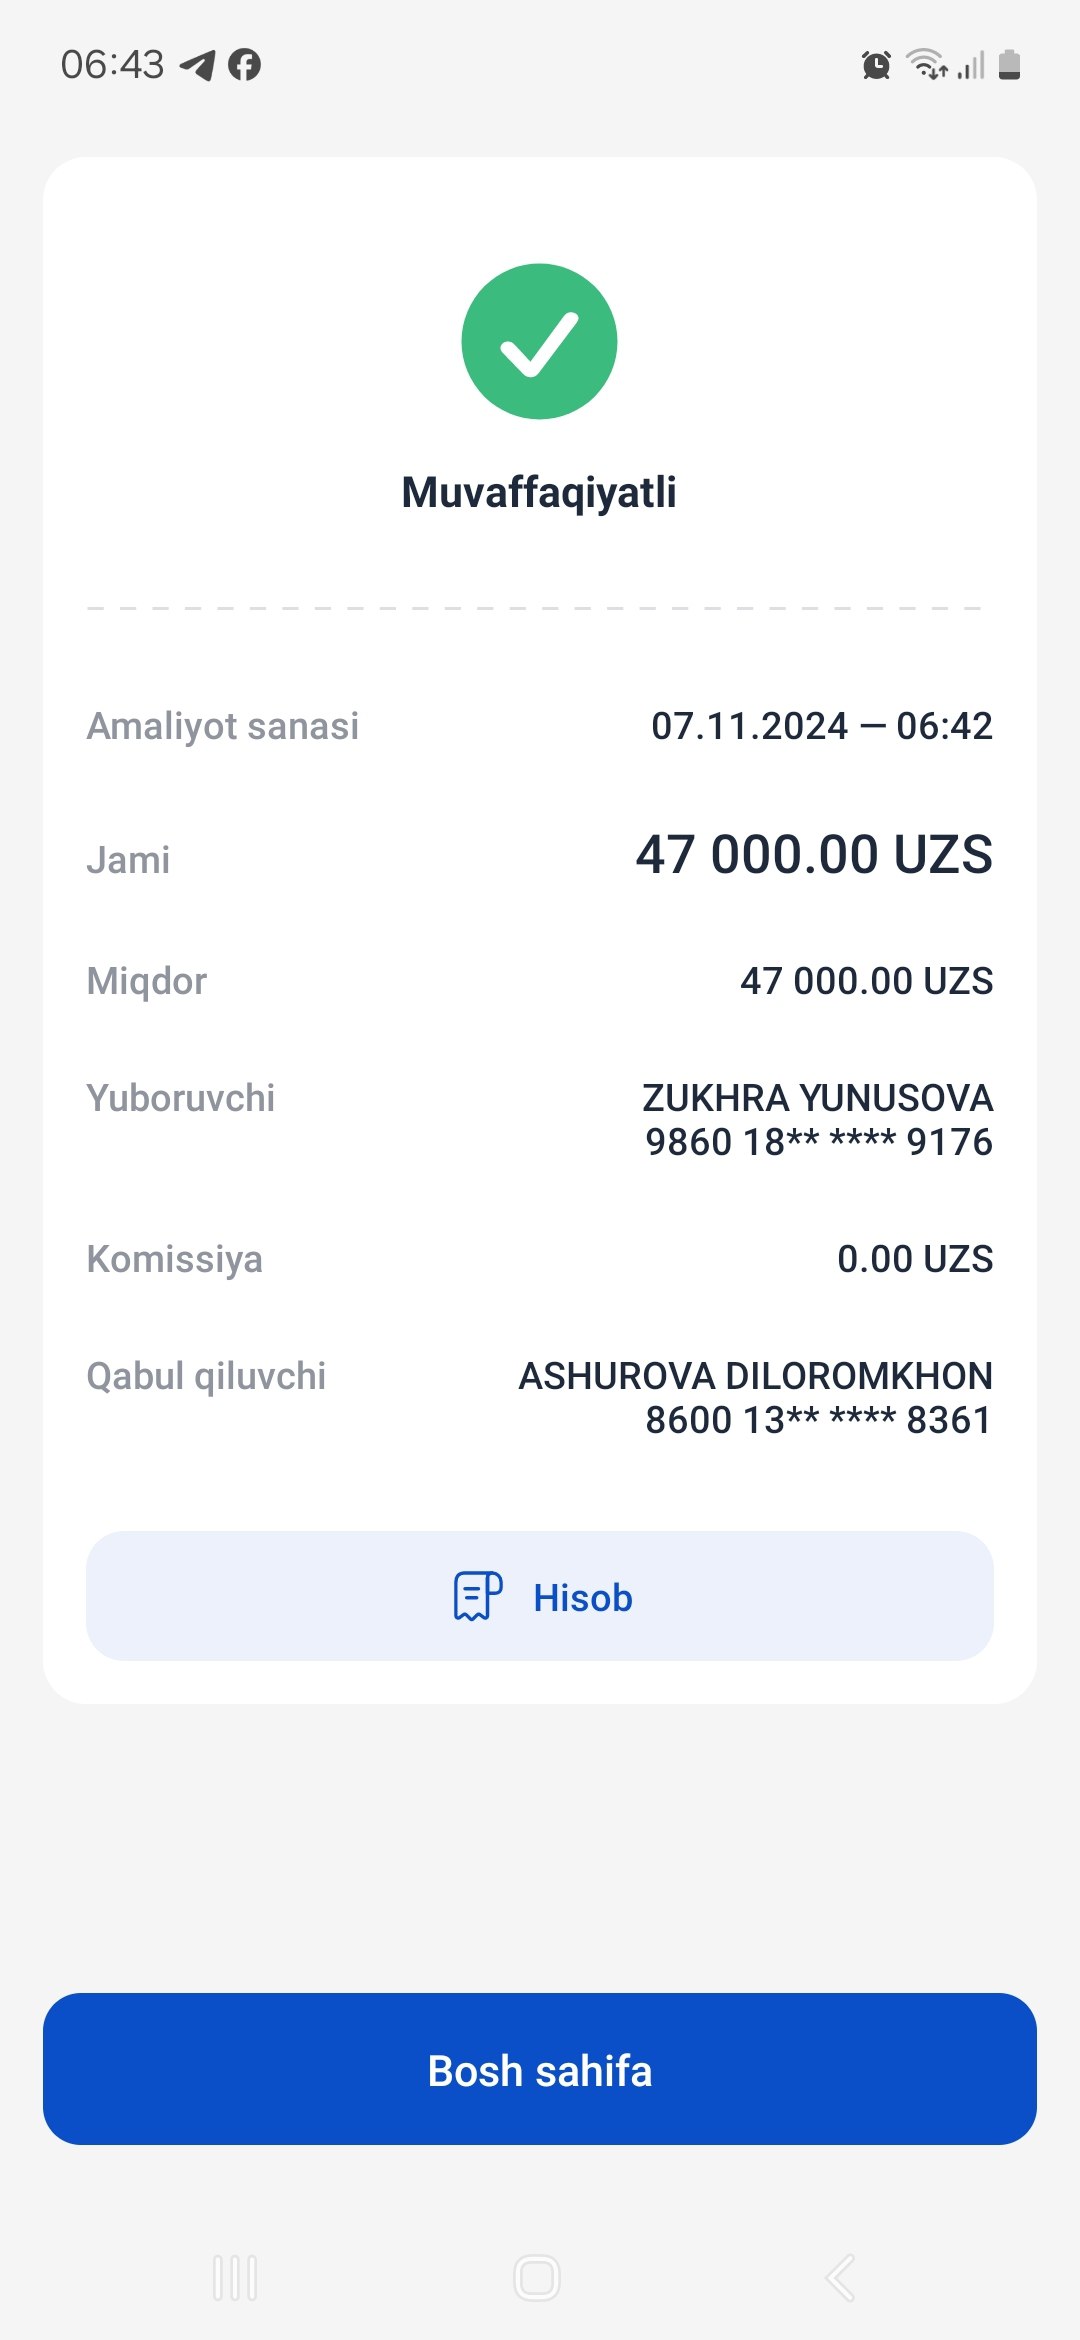 06:43
Muvaffaqiyatli
Amaliyot sanasi 07.11.2024 — 06:42
Jami 47 000.00 UZS
Miqdor 47 000.00 UZS
Yuboruvchi ZUKHRA YUNUSOVA
9860 18** **** 9176
Komissiya 0.00 UZS
Qabul qiluvchi ASHUROVA DILOROMKHON
8600 13** **** 8361
Hisob
Bosh sahifa